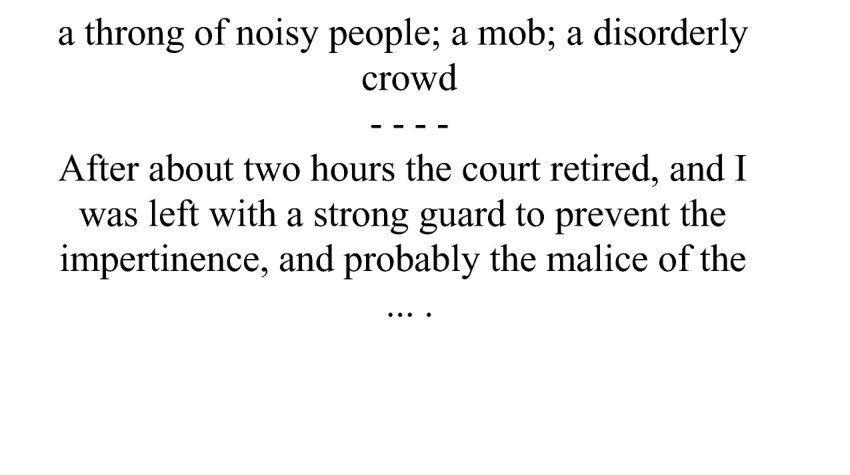 a throng of noisy people; a mob; a disorderly
crowd
- - - -
After about two hours the court retired, and I
was left with a strong guard to prevent the
impertinence, and probably the malice of the
... .